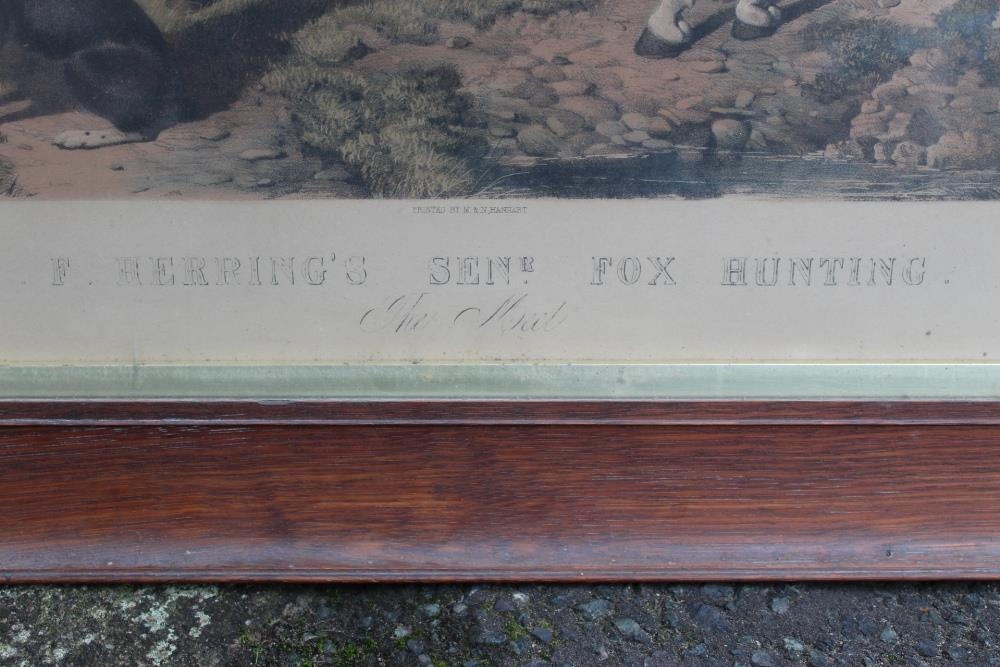 PRINTED BY M & N HANHART
F. HERRING'S SENR. FOX HUNTING.
The Meet